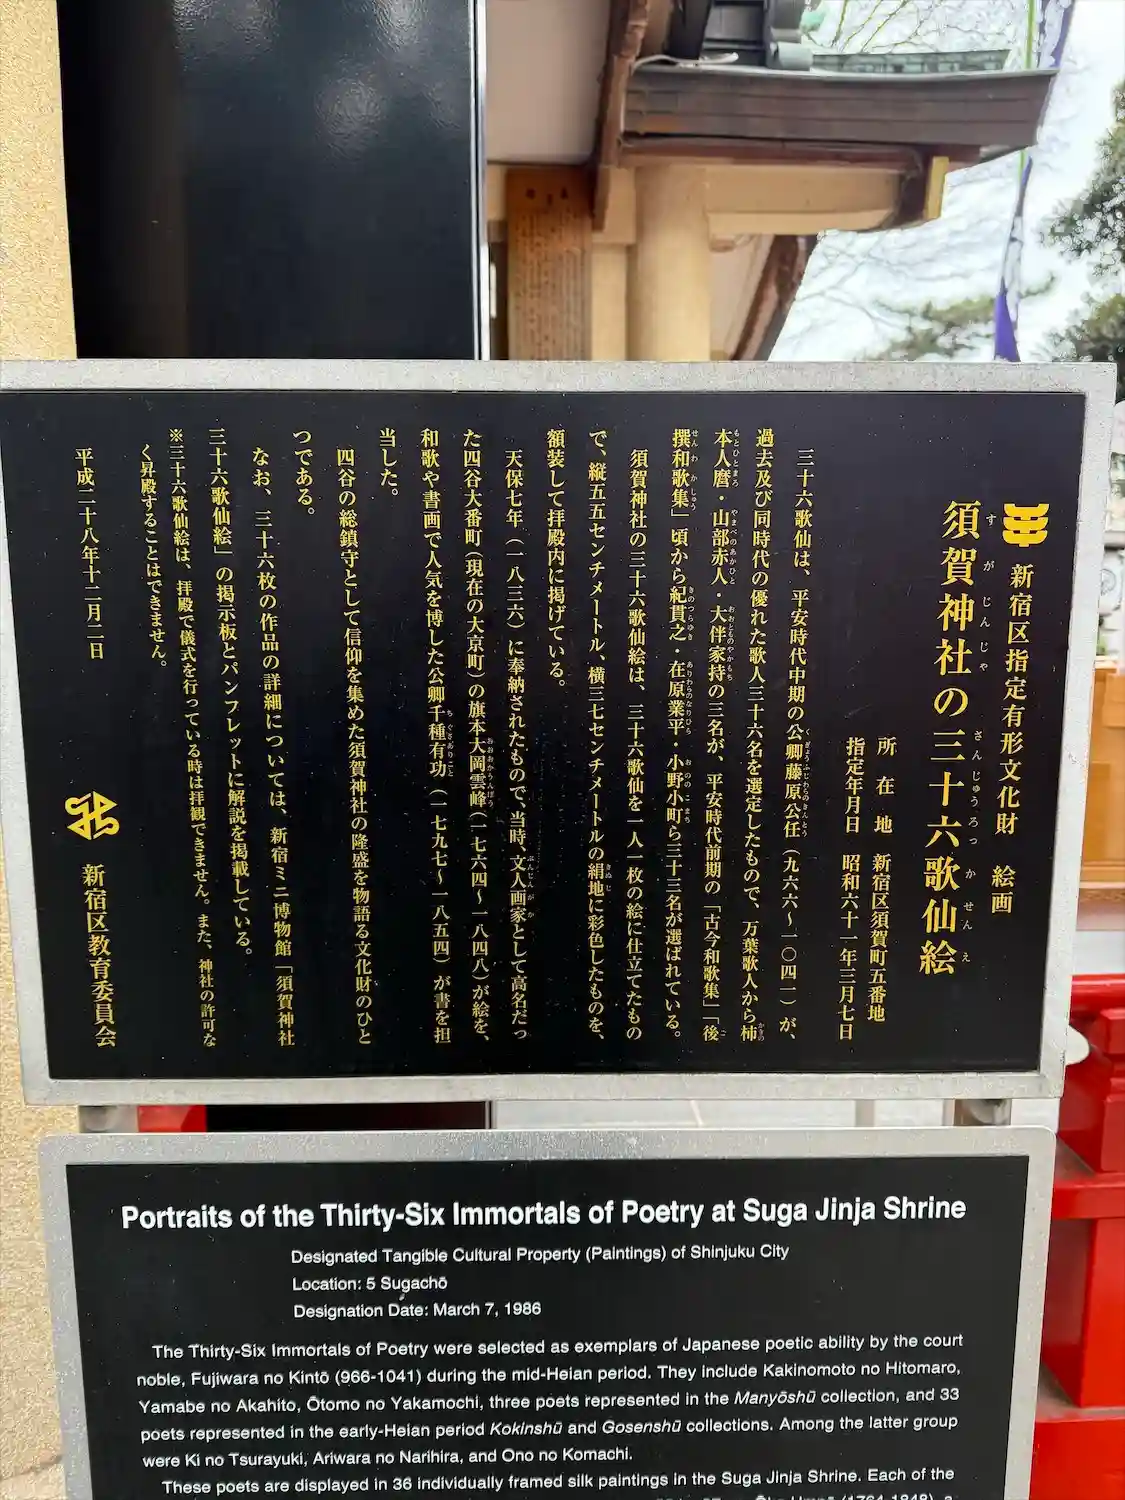 新宿区指定有形文化財 絵画
須賀神社の三十六歌仙絵
す が じん じゃ さん じゅう ろっ か せん え
所在地 新宿区須賀町五番地
指定年月日 昭和六十一年三月七日
三十六歌仙は、平安時代中期の公卿藤原公任（九六六～一〇四一）が、
過去及び同時代の優れた歌人三十六名を選定したもので、万葉歌人から柿
本人麿・山部赤人・大伴家持の三名が、平安時代前期の「古今和歌集」「後
撰和歌集」頃から紀貫之・在原業平・小野小町ら三十三名が選ばれている。
須賀神社の三十六歌仙絵は、三十六歌仙を一人一枚の絵に仕立てたもの
で、縦五五センチメートル、横三七センチメートルの絹地に彩色したものを、
額装して拝殿内に掲げている。
天保七年（一八三六）に奉納されたもので、当時、文人画家として高名だっ
た四谷大番町（現在の大京町）の旗本大岡雲峰（一七六四～一八四八）が絵を、
和歌や書画で人気を博した公卿千種有功（一七九七～一八五四）が書を担
当した。
四谷の総鎮守として信仰を集めた須賀神社の隆盛を物語る文化財のひと
つである。
なお、三十六枚の作品の詳細については、新宿ミニ博物館「須賀神社
三十六歌仙絵」の掲示板とパンフレットに解説を掲載している。
※三十六歌仙絵は、拝殿で儀式を行っている時は拝観できません。また、神社の許可な
く昇殿することはできません。
平成二十八年十二月二日
新宿区教育委員会
Portraits of the Thirty-Six Immortals of Poetry at Suga Jinja Shrine
Designated Tangible Cultural Property (Paintings) of Shinjuku City
Location: 5 Sugachō
Designation Date: March 7, 1986
The Thirty-Six Immortals of Poetry were selected as exemplars of Japanese poetic ability by the court
noble, Fujiwara no Kintō (966-1041) during the mid-Heian period. They include Kakinomoto no Hitomaro,
Yamabe no Akahito, Ōtomo no Yakamochi, three poets represented in the Manyōshū collection, and 33
poets represented in the early-Heian period Kokinshū and Gosenshū collections. Among the latter group
were Ki no Tsurayuki, Ariwara no Narihira, and Ono no Komachi.
These poets are displayed in 36 individually framed silk paintings in the Suga Jinja Shrine. Each of the